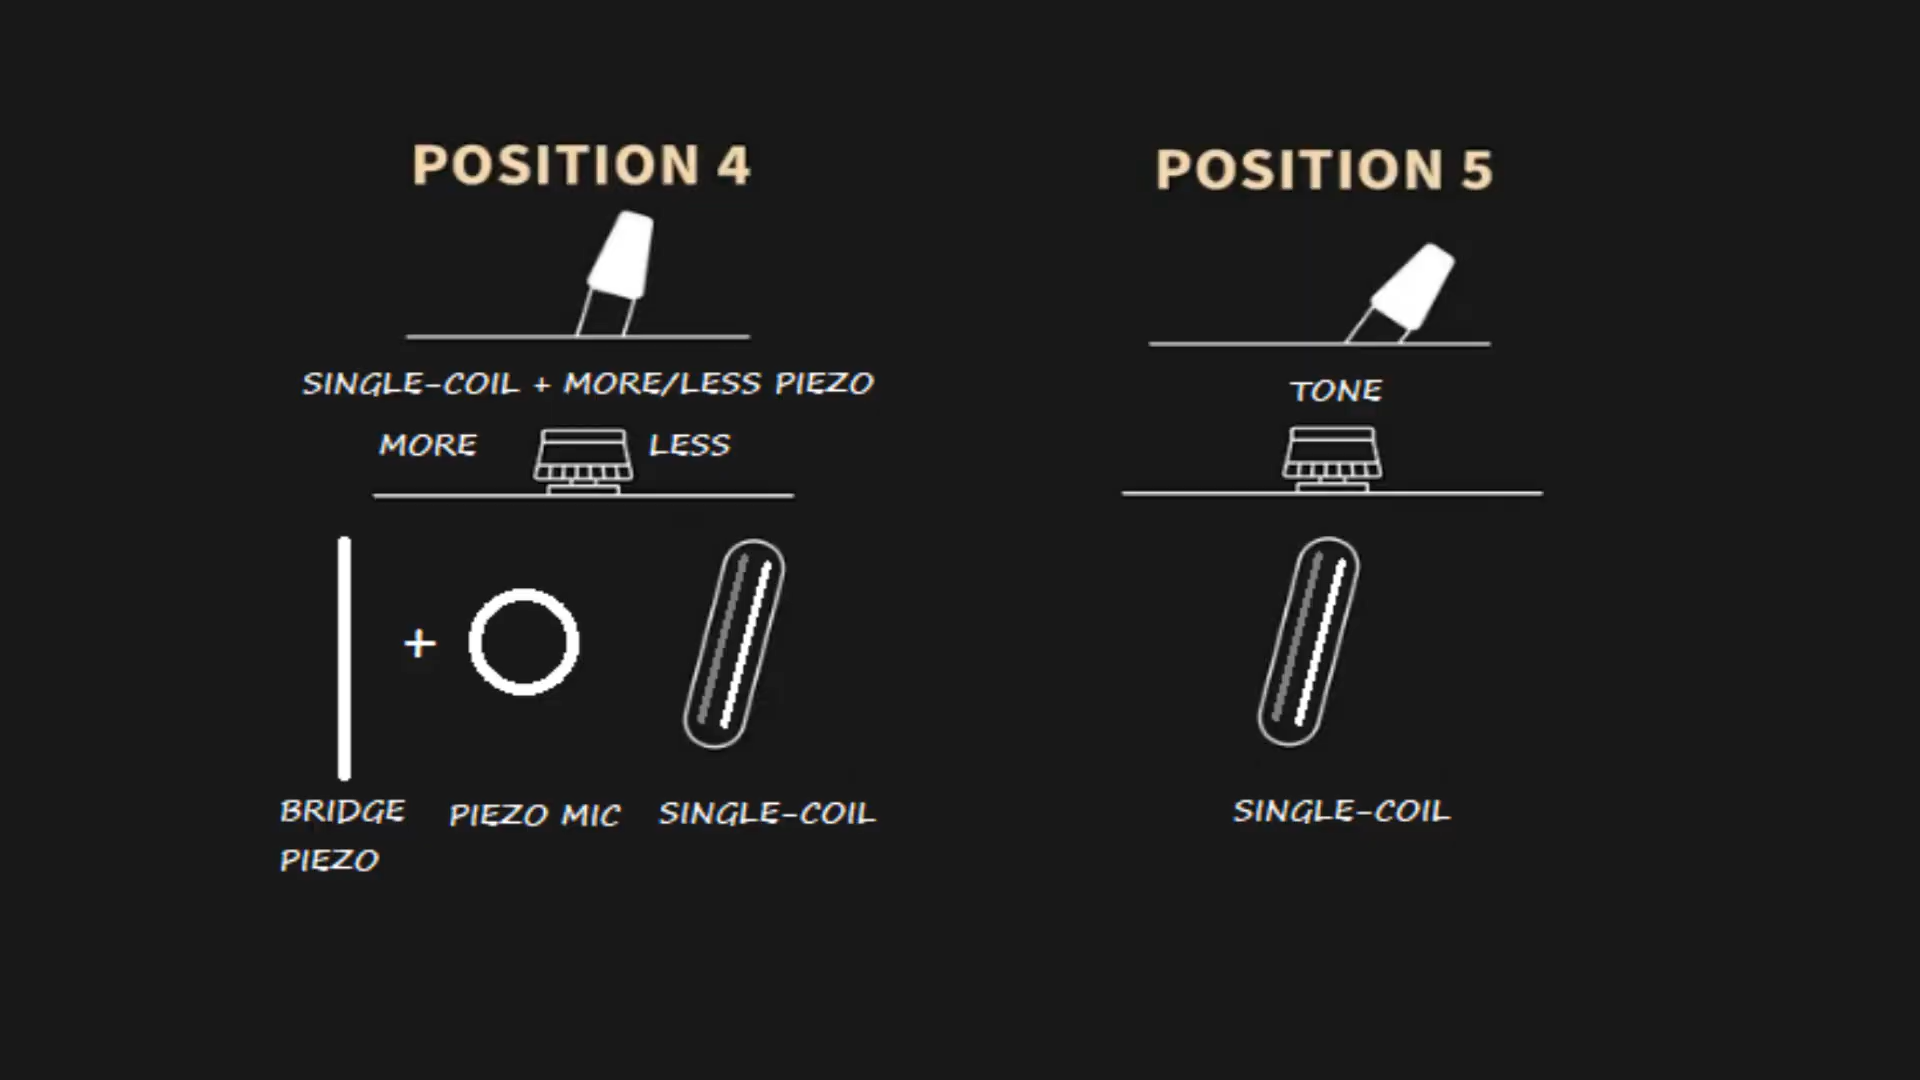 POSITION 4
SINGLE-COIL + MORE/LESS PIEZO
MORE LESS
+
BRIDGE PIEZO MIC SINGLE-COIL
PIEZO
POSITION 5
TONE
SINGLE-COIL